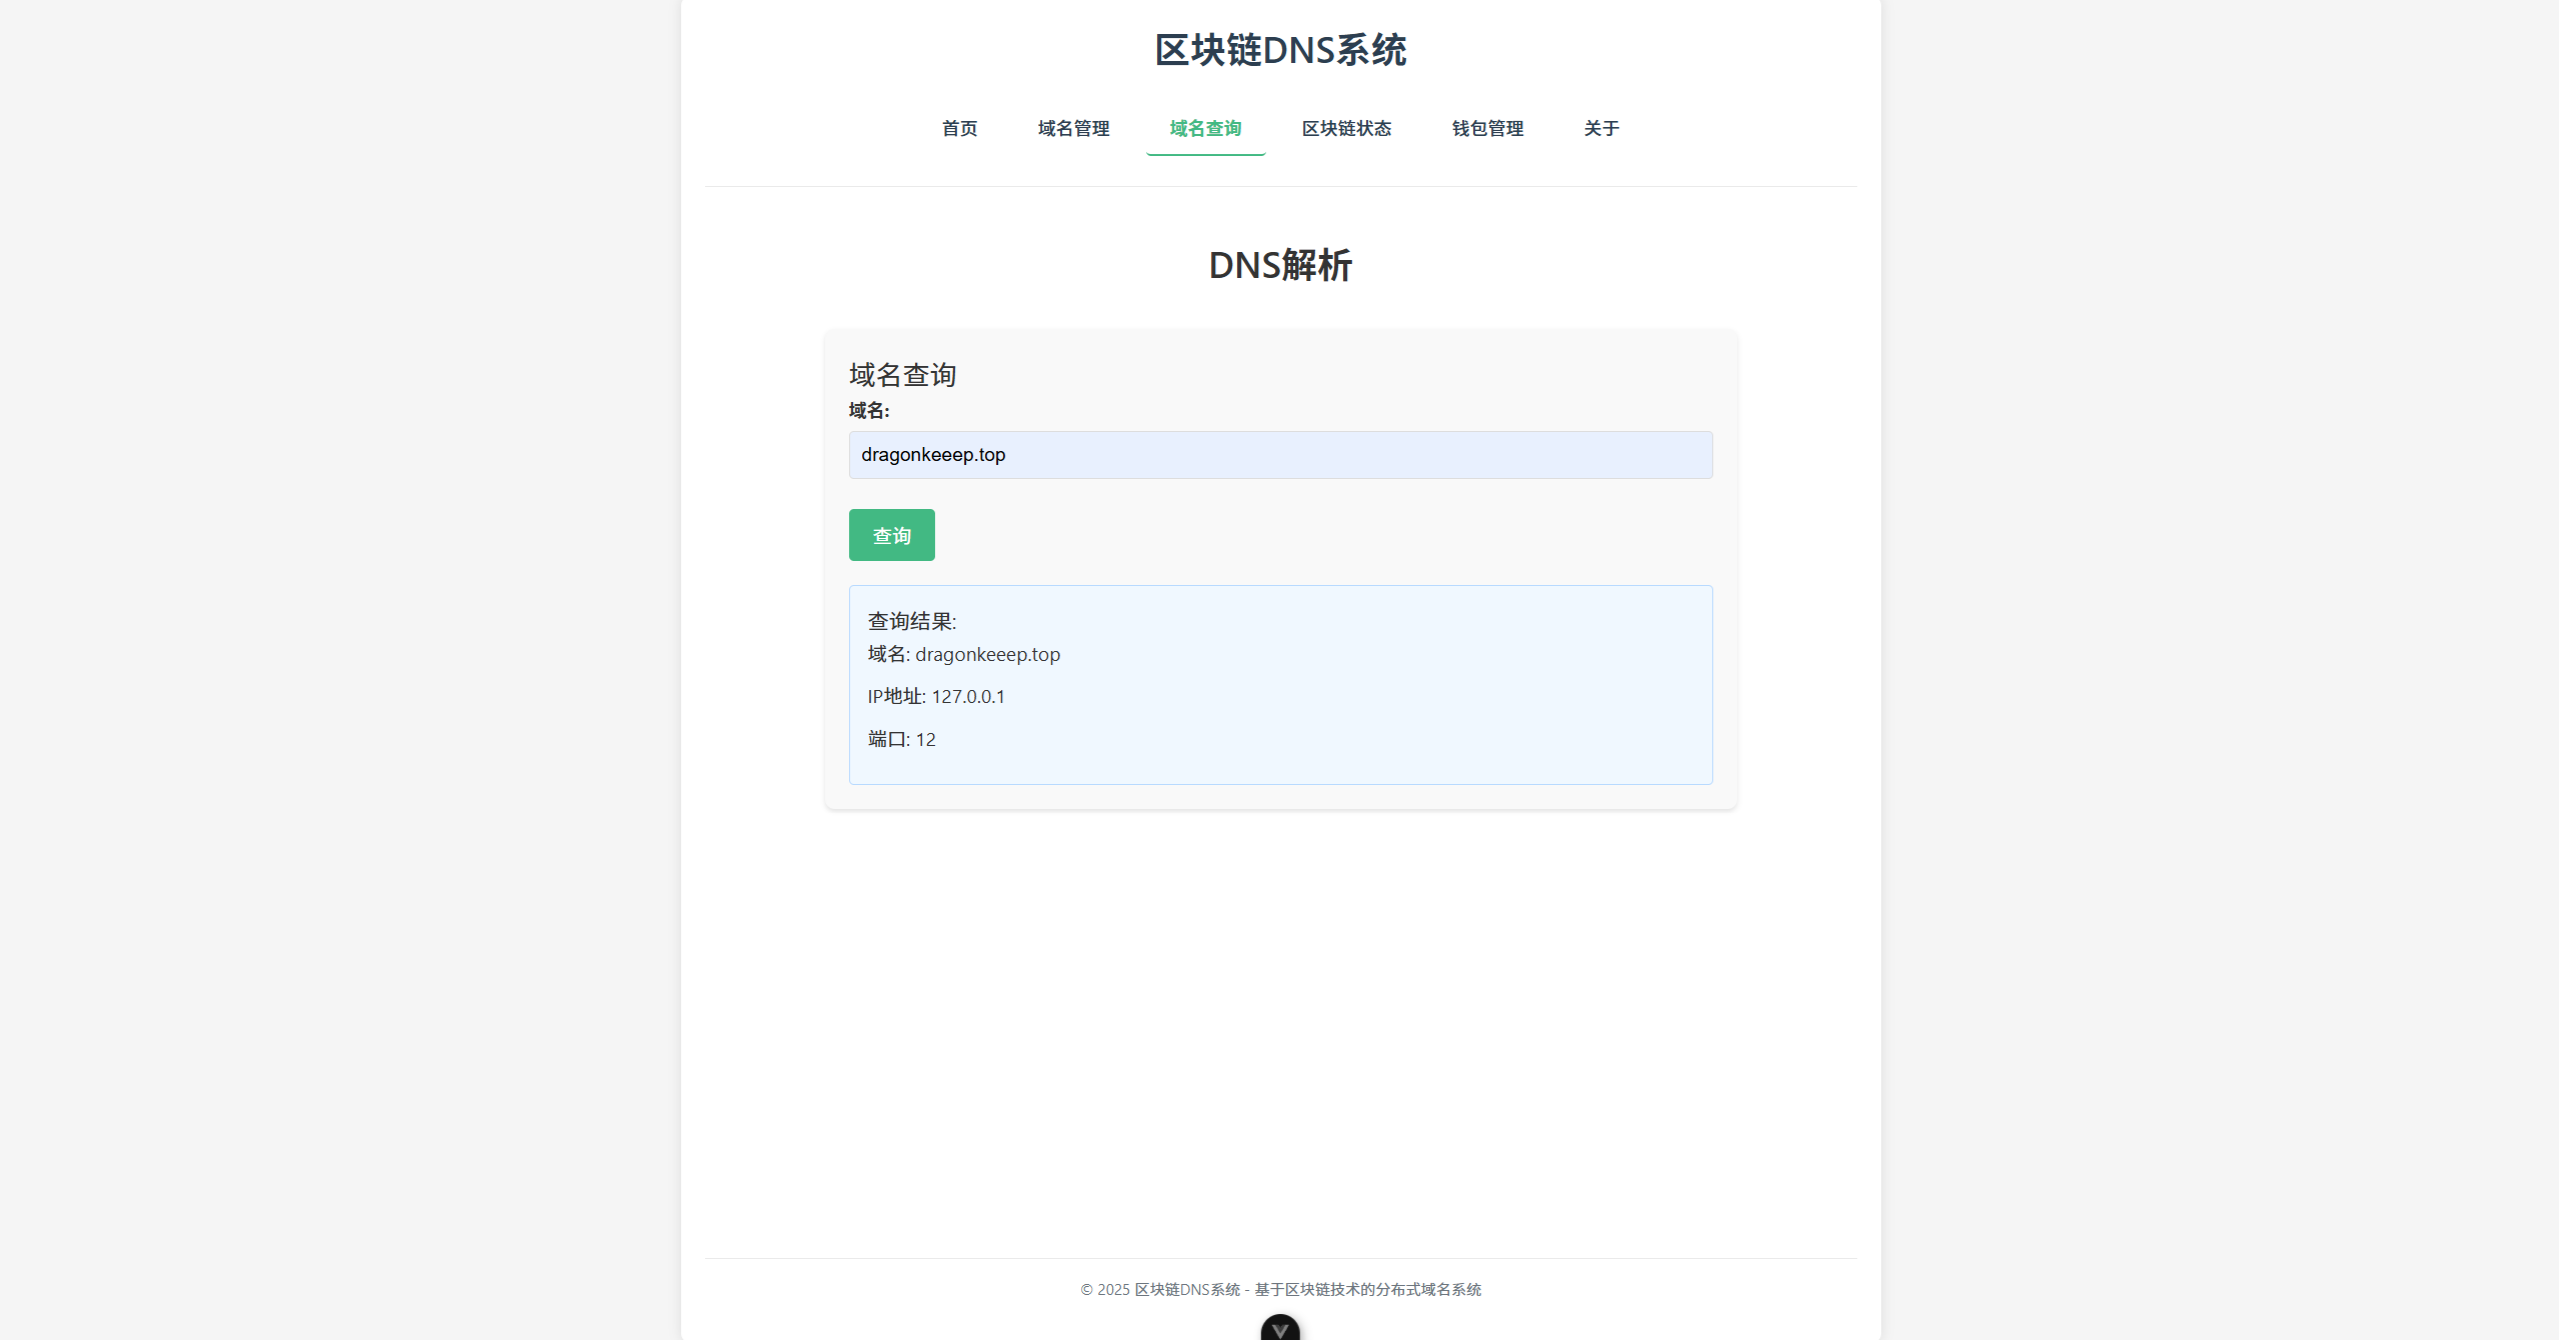 区块链DNS系统
首页 域名管理 域名查询 区块链状态 钱包管理 关于
DNS解析
域名查询
域名:
dragonkeeep.top
查询
查询结果:
域名: dragonkeeep.top
IP地址: 127.0.0.1
端口: 12
© 2025 区块链DNS系统 - 基于区块链技术的分布式域名系统